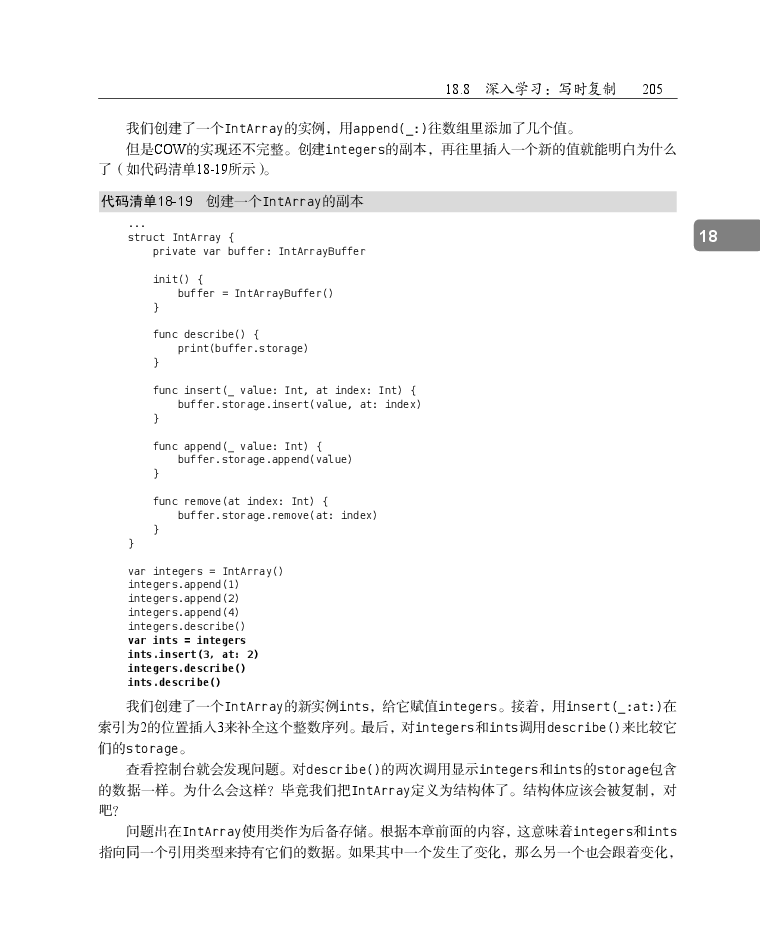 18.8 深入学习：写时复制 205
我们创建了一个IntArray的实例，用append(_:)往数组里添加了几个值。
但是COW的实现还不完整。创建integers的副本，再往里插入一个新的值就能明白为什么
了（如代码清单18-19所示）。
代码清单18-19 创建一个IntArray的副本
18
...
struct IntArray {
    private var buffer: IntArrayBuffer
    init() {
        buffer = IntArrayBuffer()
    }
    func describe() {
        print(buffer.storage)
    }
    func insert(_ value: Int, at index: Int) {
        buffer.storage.insert(value, at: index)
    }
    func append(_ value: Int) {
        buffer.storage.append(value)
    }
    func remove(at index: Int) {
        buffer.storage.remove(at: index)
    }
}
var integers = IntArray()
integers.append(1)
integers.append(2)
integers.append(4)
integers.describe()
var ints = integers
ints.insert(3, at: 2)
integers.describe()
ints.describe()
我们创建了一个IntArray的新实例ints，给它赋值integers。接着，用insert(_:at:)在
索引为2的位置插入3来补全这个整数序列。最后，对integers和ints调用describe()来比较它
们的storage。
查看控制台就会发现问题。对describe()的两次调用显示integers和ints的storage包含
的数据一样。为什么会这样？毕竟我们把IntArray定义为结构体了。结构体应该会被复制，对
吧？
问题出在IntArray使用类作为后备存储。根据本章前面的内容，这意味着integers和ints
指向同一个引用类型来持有它们的数据。如果其中一个发生了变化，那么另一个也会跟着变化，